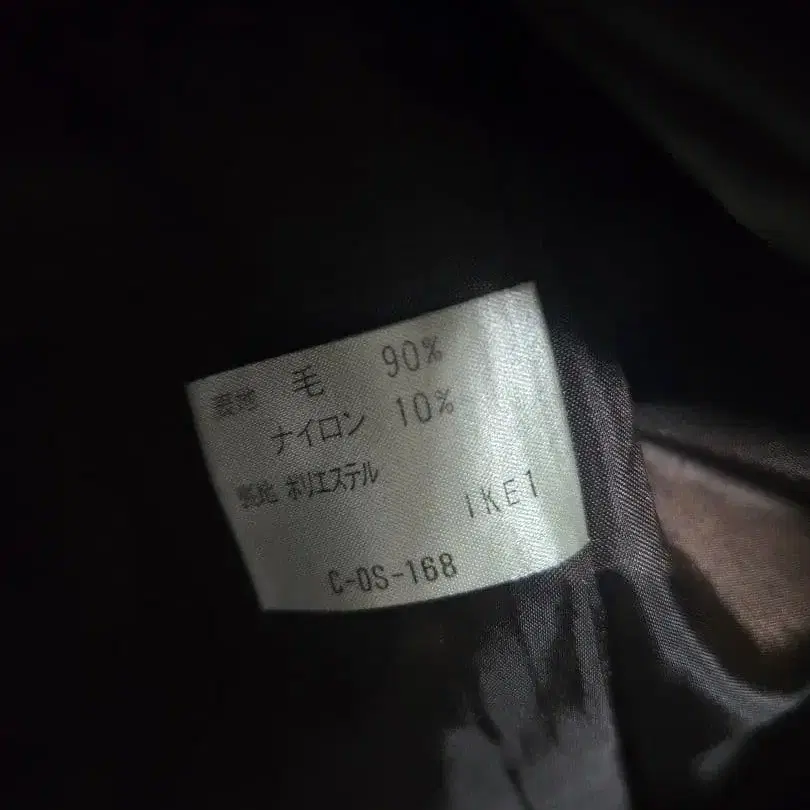 表地 毛 90%
ナイロン 10%
裏地 ポリエステル
IKE1
C-OS-168